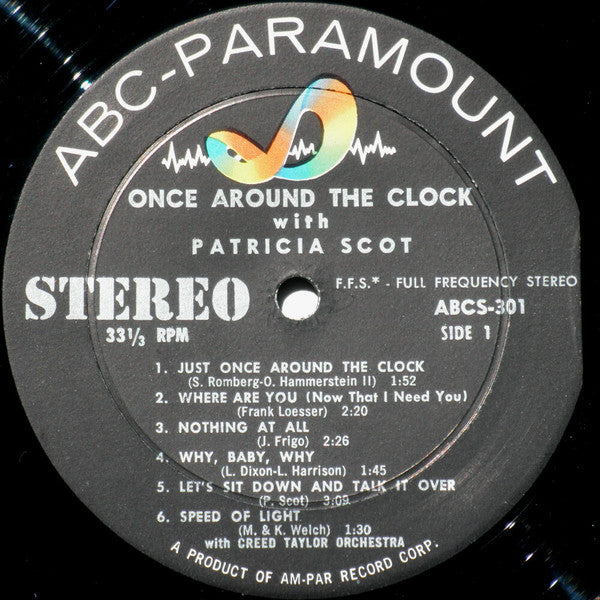 ABC-PARAMOUNT
ONCE AROUND THE CLOCK
with
PATRICIA SCOT
STEREO
F.F.S.* - FULL FREQUENCY STEREO
33 1/3 RPM
ABCS-301
SIDE 1
1. JUST ONCE AROUND THE CLOCK
(S. Romberg-O. Hammerstein II) 1:52
2. WHERE ARE YOU (Now That I Need You)
(Frank Loesser) 2:20
3. NOTHING AT ALL
(J. Frigo) 2:26
4. WHY, BABY, WHY
(L. Dixon-L. Harrison) 1:45
5. LET'S SIT DOWN AND TALK IT OVER
(P. Scot) 3:09
6. SPEED OF LIGHT
(M. & K. Welch) 1:30
with CREED TAYLOR ORCHESTRA
A PRODUCT OF AM-PAR RECORD CORP.